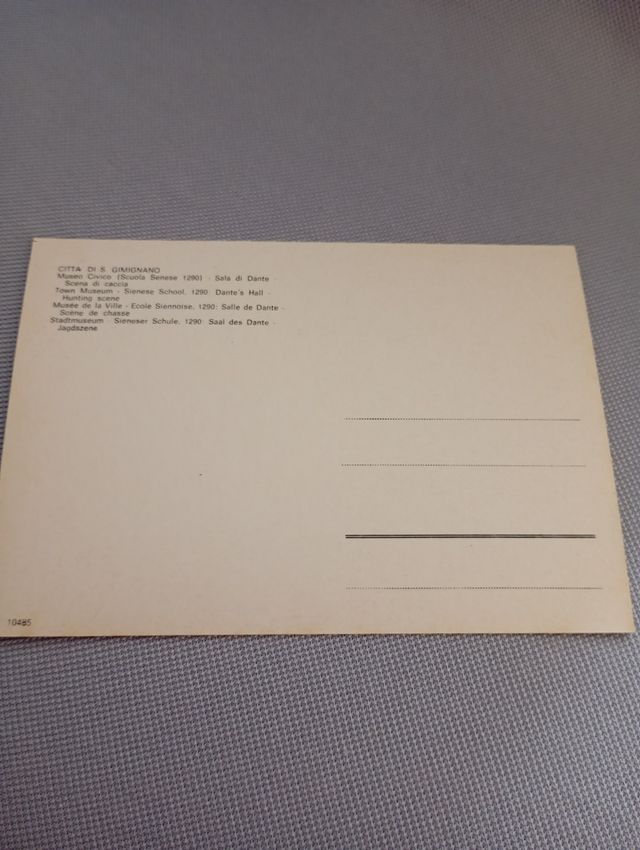 CITTA DI S. GIMIGNANO
Museo Civico (Scuola Senese 1290) - Sala di Dante -
Scena di caccia
Town Museum - Sienese School, 1290: Dante's Hall -
Hunting scene
Musée de la Ville - Ecole Siennoise, 1290: Salle de Dante -
Scène de chasse
Stadtmuseum - Sieneser Schule, 1290: Saal des Dante -
Jagdszene
10485